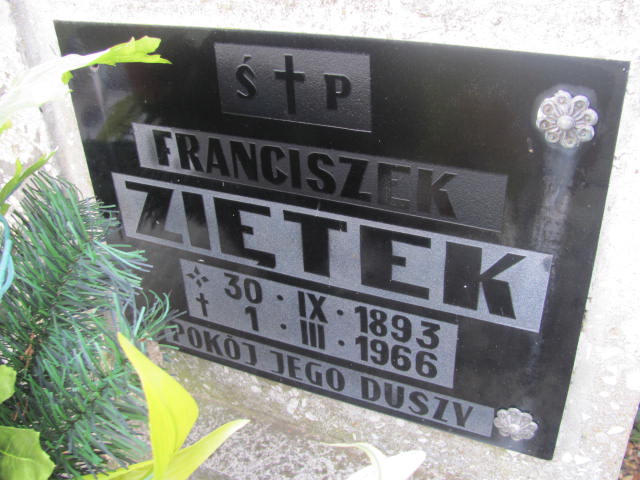 Ś † P
FRANCISZEK
ZIĘTEK
30 · IX · 1893
† 1 · III · 1966
POKÓJ JEGO DUSZY